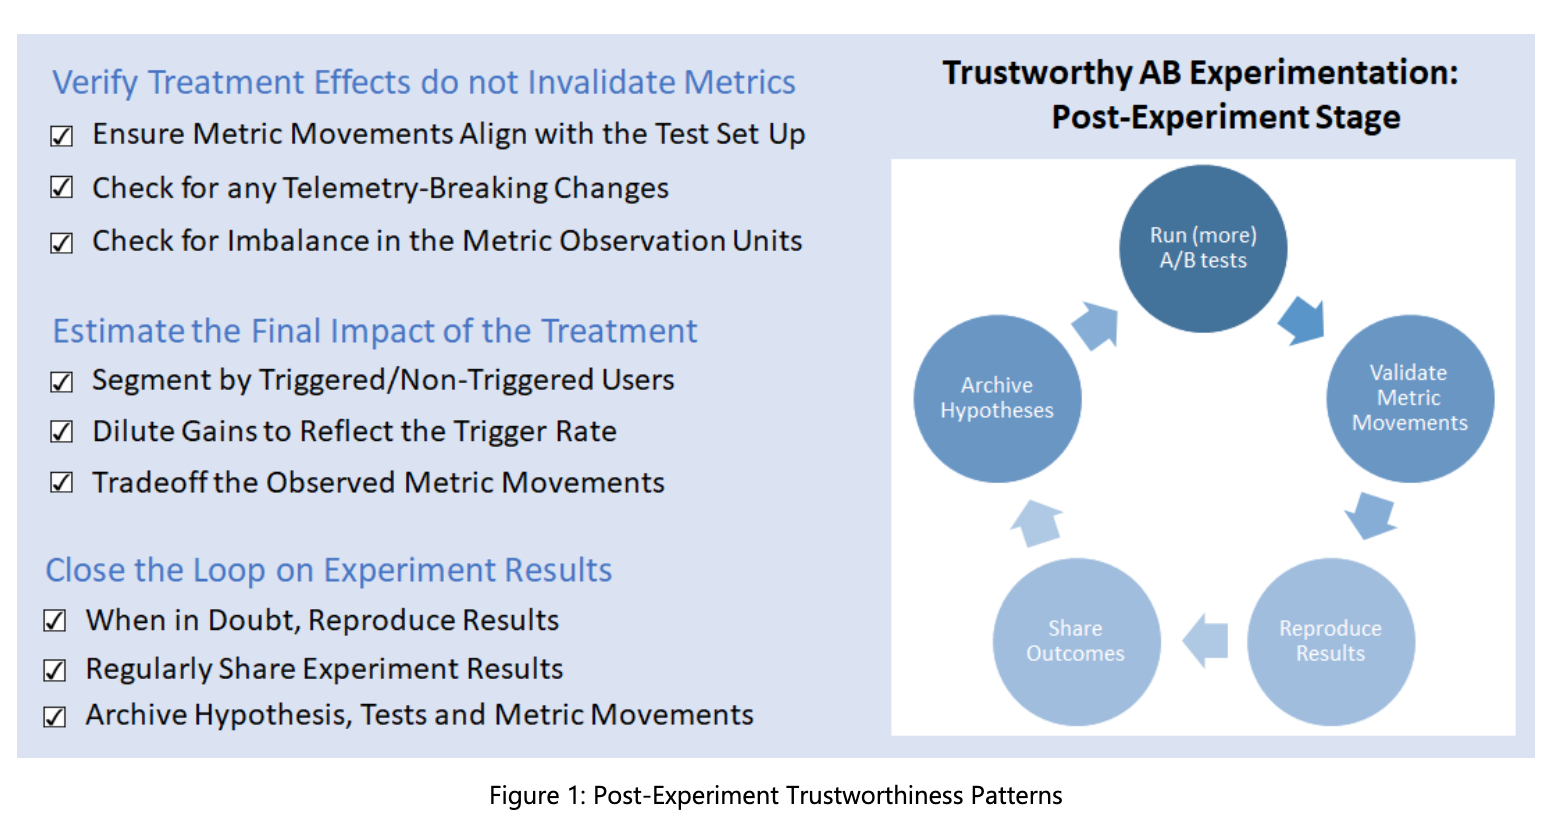 Verify Treatment Effects do not Invalidate Metrics
Ensure Metric Movements Align with the Test Set Up
Check for any Telemetry-Breaking Changes
Check for Imbalance in the Metric Observation Units
Estimate the Final Impact of the Treatment
Segment by Triggered/Non-Triggered Users
Dilute Gains to Reflect the Trigger Rate
Tradeoff the Observed Metric Movements
Close the Loop on Experiment Results
When in Doubt, Reproduce Results
Regularly Share Experiment Results
Archive Hypothesis, Tests and Metric Movements
Trustworthy AB Experimentation:
Post-Experiment Stage
Run (more)
A/B tests
Validate
Metric
Movements
Reproduce
Results
Share
Outcomes
Archive
Hypotheses
Figure 1: Post-Experiment Trustworthiness Patterns